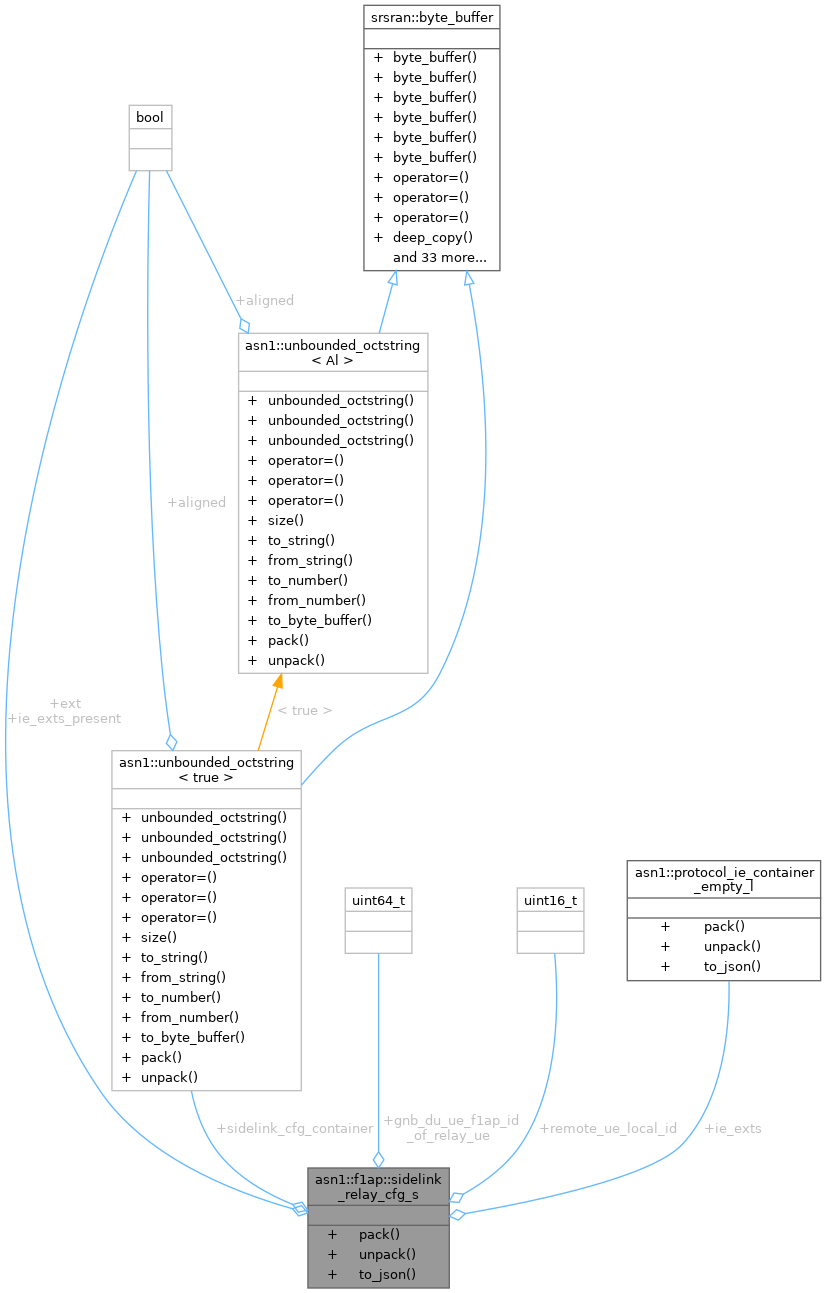 srsran::byte_buffer
+ byte_buffer()
+ byte_buffer()
+ byte_buffer()
+ byte_buffer()
+ byte_buffer()
+ byte_buffer()
+ operator=()
+ operator=()
+ operator=()
+ deep_copy()
and 33 more...
bool
+aligned
asn1::unbounded_octstring
< Al >
+ unbounded_octstring()
+ unbounded_octstring()
+ unbounded_octstring()
+ operator=()
+ operator=()
+ operator=()
+ size()
+ to_string()
+ from_string()
+ to_number()
+ from_number()
+ to_byte_buffer()
+ pack()
+ unpack()
+aligned
+ext
+ie_exts_present
< true >
asn1::unbounded_octstring
< true >
+ unbounded_octstring()
+ unbounded_octstring()
+ unbounded_octstring()
+ operator=()
+ operator=()
+ operator=()
+ size()
+ to_string()
+ from_string()
+ to_number()
+ from_number()
+ to_byte_buffer()
+ pack()
+ unpack()
uint64_t
uint16_t
asn1::protocol_ie_container
_empty_l
+ pack()
+ unpack()
+ to_json()
+sidelink_cfg_container
+gnb_du_ue_f1ap_id
_of_relay_ue
+remote_ue_local_id
+ie_exts
asn1::f1ap::sidelink
_relay_cfg_s
+ pack()
+ unpack()
+ to_json()